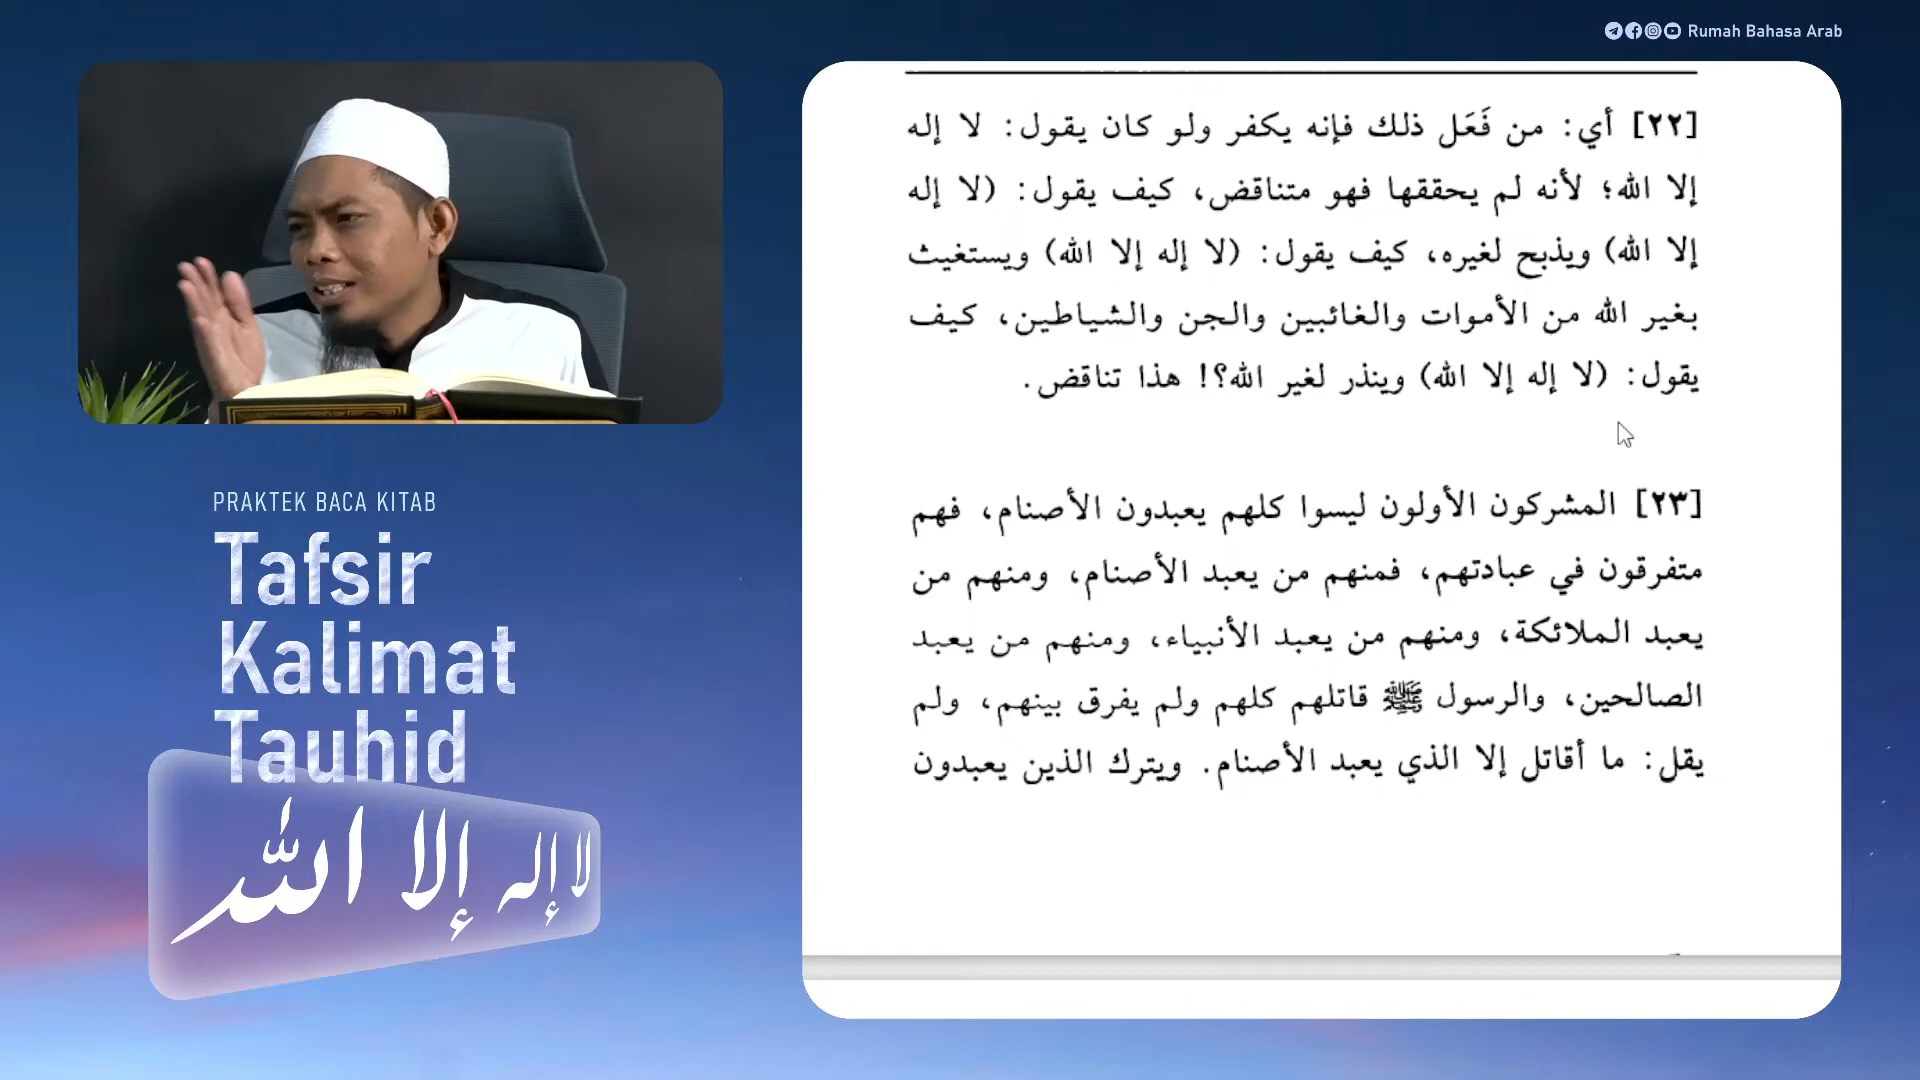 Rumah Bahasa Arab
[٢٢] أي: من فَعَل ذلك فإنه يكفر ولو كان يقول: لا إله
إلا الله؛ لأنه لم يحققها فهو متناقض، كيف يقول: (لا إله
إلا الله) ويذبح لغيره، كيف يقول: (لا إله إلا الله) ويستغيث
بغير الله من الأموات والغائبين والجن والشياطين، كيف
يقول: (لا إله إلا الله) وينذر لغير الله؟! هذا تناقض.
[٢٣] المشركون الأولون ليسوا كلهم يعبدون الأصنام، فهم
متفرقون في عبادتهم، فمنهم من يعبد الأصنام، ومنهم من
يعبد الملائكة، ومنهم من يعبد الأنبياء، ومنهم من يعبد
الصالحين، والرسول ﷺ قاتلهم كلهم ولم يفرق بينهم، ولم
يقل: ما أقاتل إلا الذي يعبد الأصنام. ويترك الذين يعبدون
PRAKTEK BACA KITAB
Tafsir
Kalimat
Tauhid
لا إله إلا الله